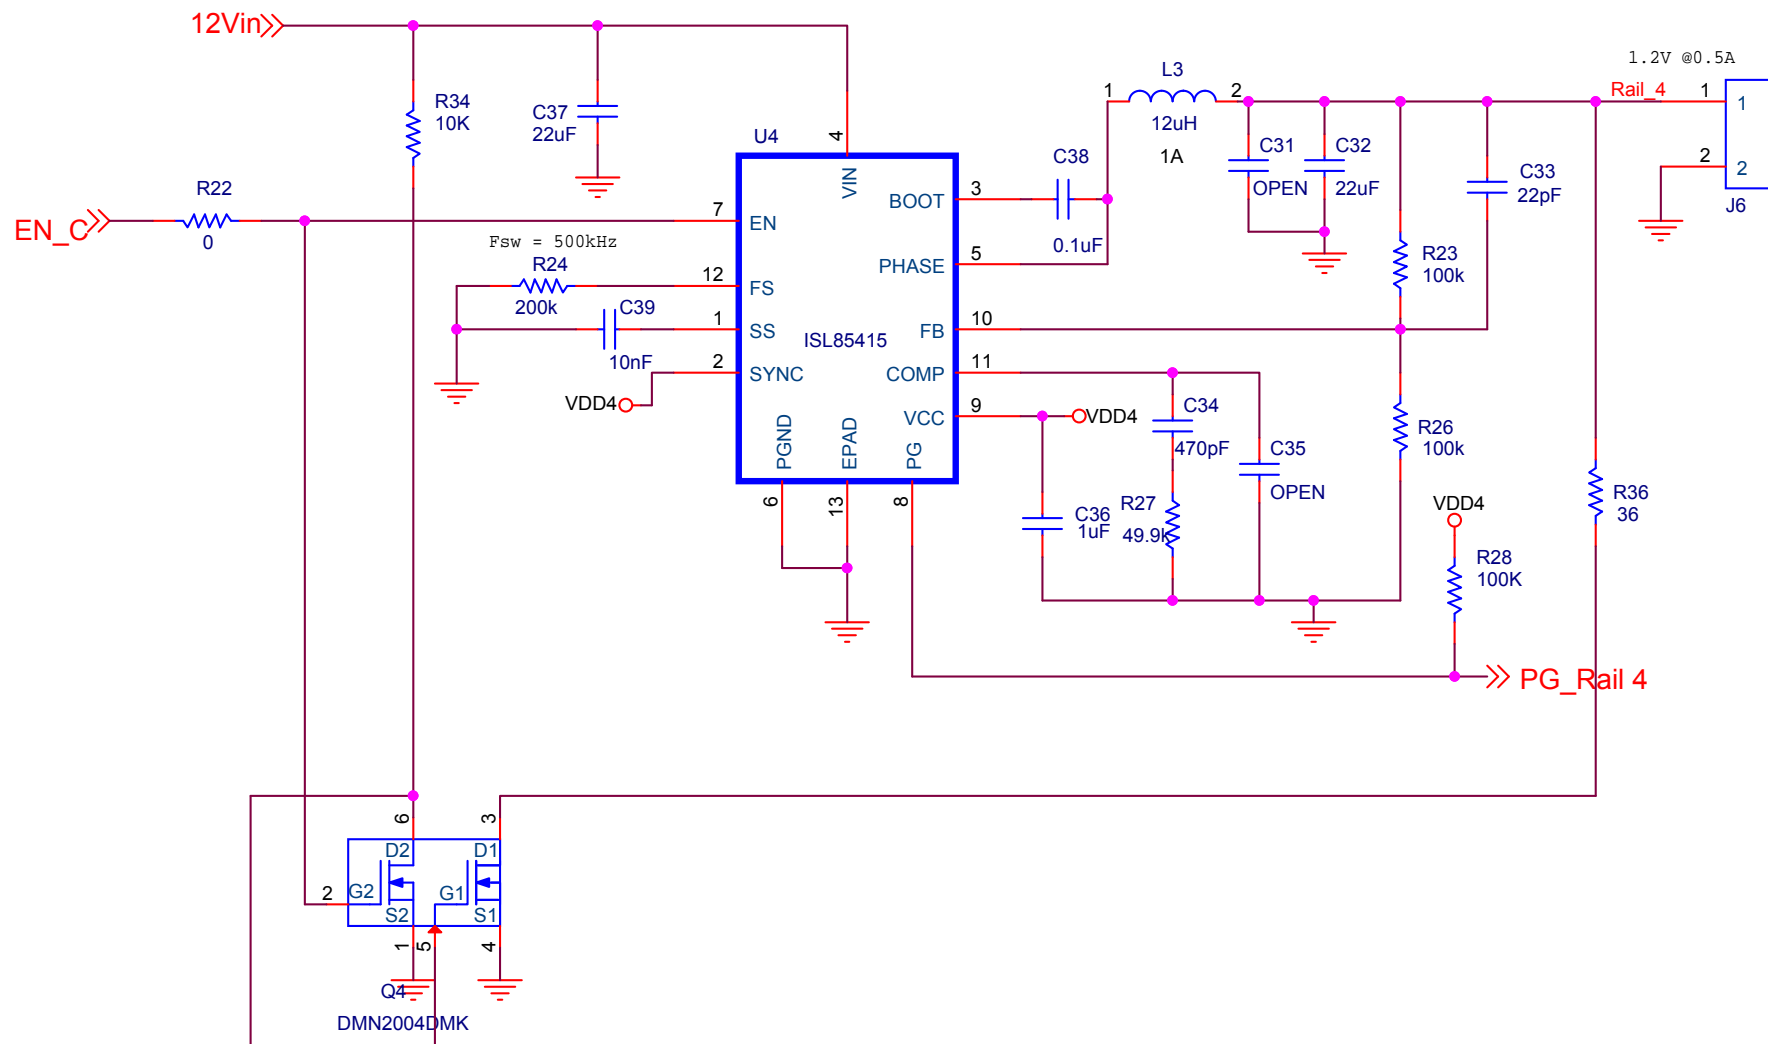 12Vin
1.2V @0.5A
L3
Rail_4
1
2
1
1
R34
10K
C37
22uF
12uH
1A
U4
4
VIN
C38
C31
OPEN
C32
22uF
2
2
C33
22pF
J6
R22
0
EN_C
7
EN
BOOT
3
0.1uF
Fsw = 500kHz
R24
200k
12
FS
PHASE
5
R23
100k
C39
10nF
1
SS
ISL85415
FB
10
2
SYNC
VDD4
COMP
11
VCC
9
VDD4
C34
470pF
R26
100k
C35
OPEN
PGND
EPAD
PG
6
13
8
C36
1uF
R27
49.9k
VDD4
R36
36
R28
100K
PG_Rail 4
6
3
D2
D1
2
G2
G1
S2
S1
1
5
4
Q4
DMN2004DMK